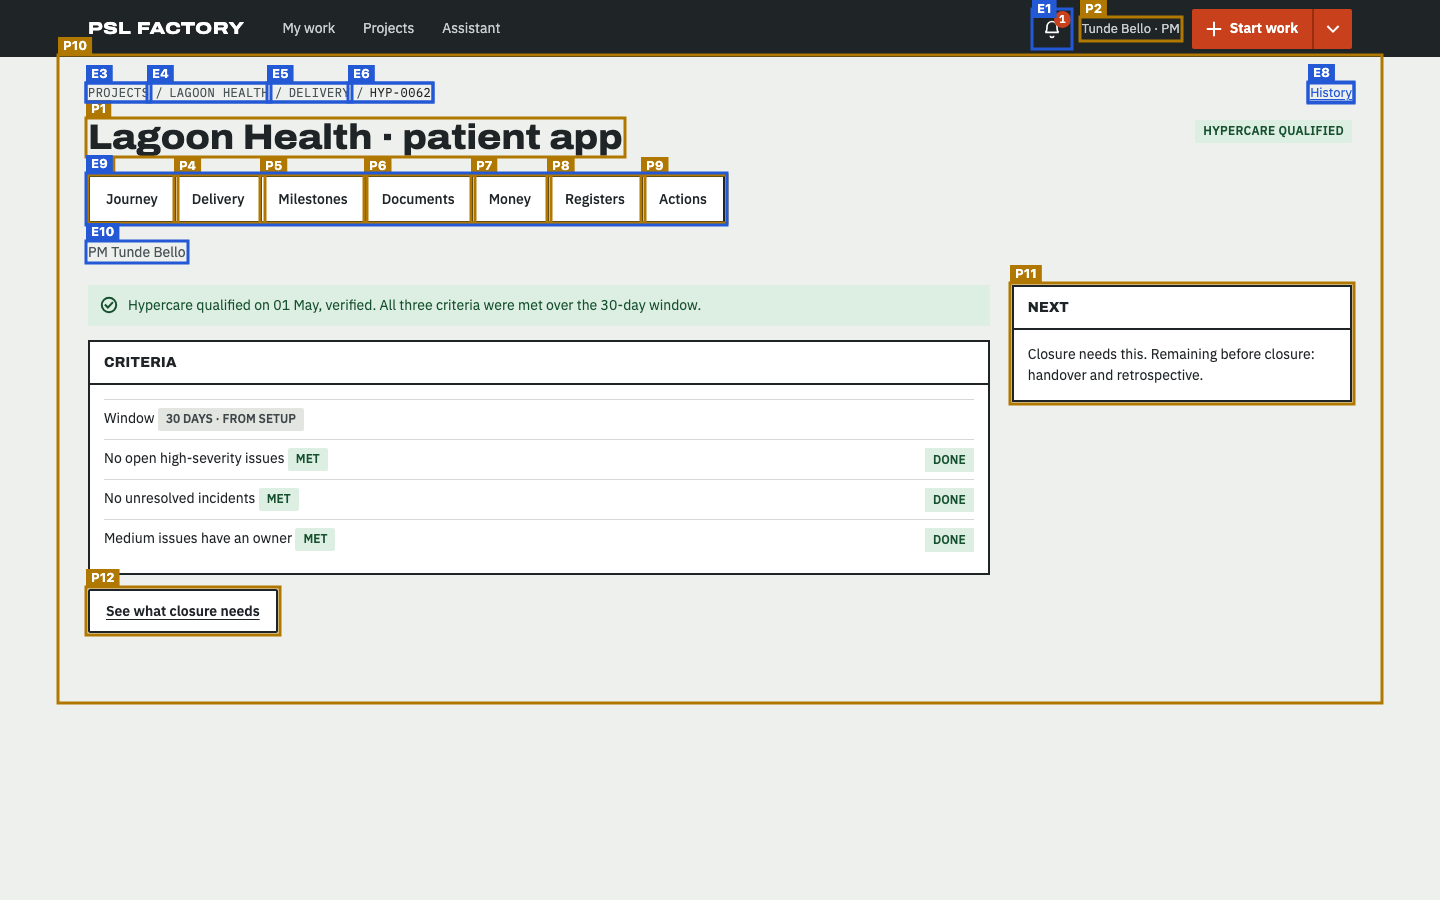 PSL FACTORY
My work
Projects
Assistant
E1
1
P2
Tunde Bello · PM
Start work
P10
E3
E4
E5
E6
E8
PROJECTS / LAGOON HEALTH / DELIVERY / HYP-0062
History
P1
Lagoon Health · patient app
HYPERCARE QUALIFIED
E9
P4
P5
P6
P7
P8
P9
Journey
Delivery
Milestones
Documents
Money
Registers
Actions
E10
PM Tunde Bello
P11
Hypercare qualified on 01 May, verified. All three criteria were met over the 30-day window.
NEXT
Closure needs this. Remaining before closure:
handover and retrospective.
CRITERIA
Window 30 DAYS · FROM SETUP
No open high-severity issues MET DONE
No unresolved incidents MET DONE
Medium issues have an owner MET DONE
P12
See what closure needs